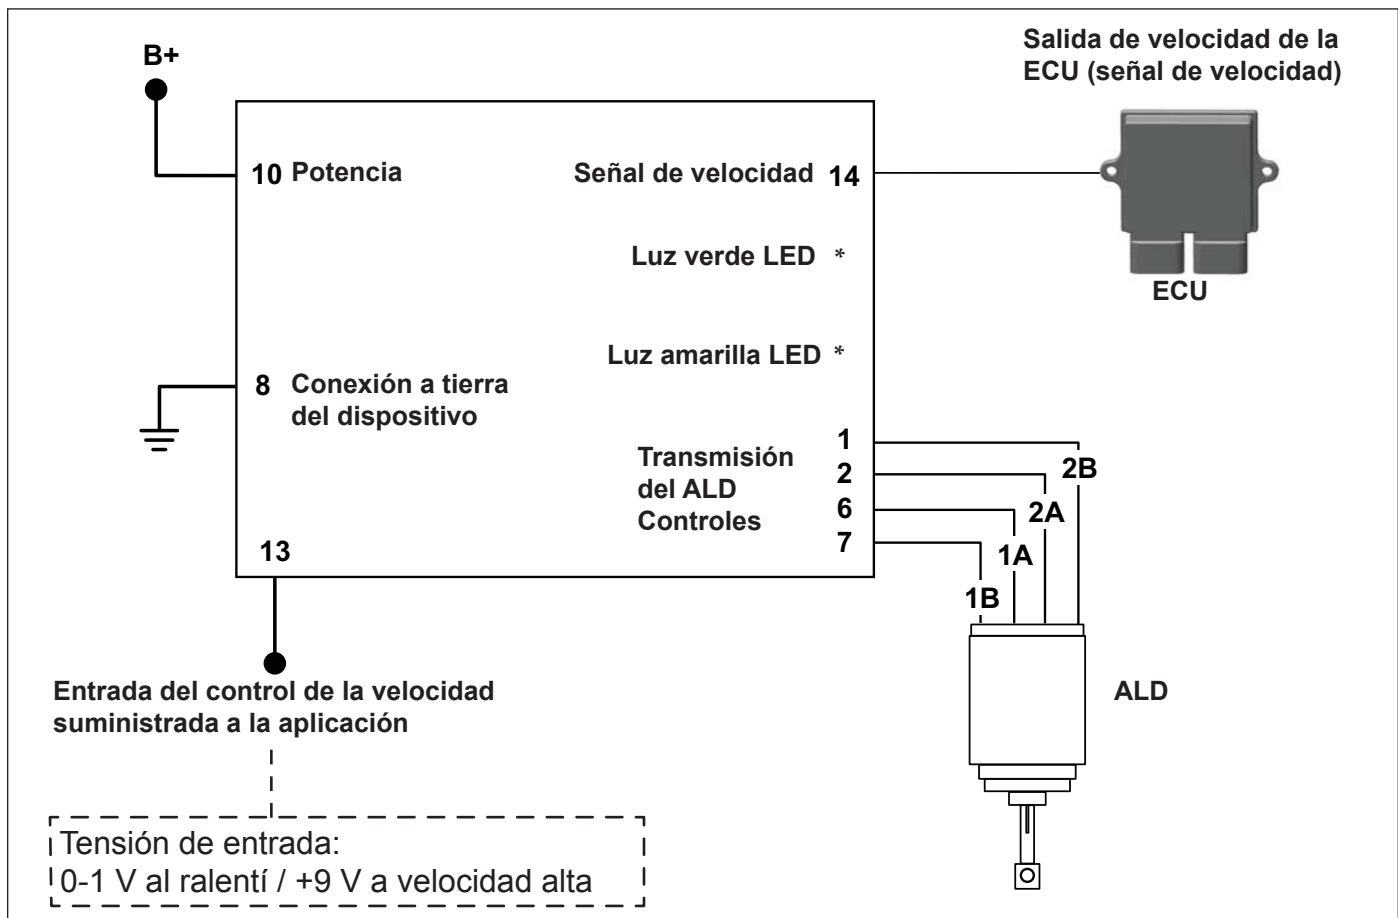 B+
Salida de velocidad de la
ECU (señal de velocidad)
10 Potencia
Señal de velocidad 14
Luz verde LED *
ECU
Luz amarilla LED *
8 Conexión a tierra
del dispositivo
Transmisión
del ALD
Controles
1
2
6
7
2B
2A
1A
1B
13
Entrada del control de la velocidad
suministrada a la aplicación
ALD
Tensión de entrada:
0-1 V al ralentí / +9 V a velocidad alta